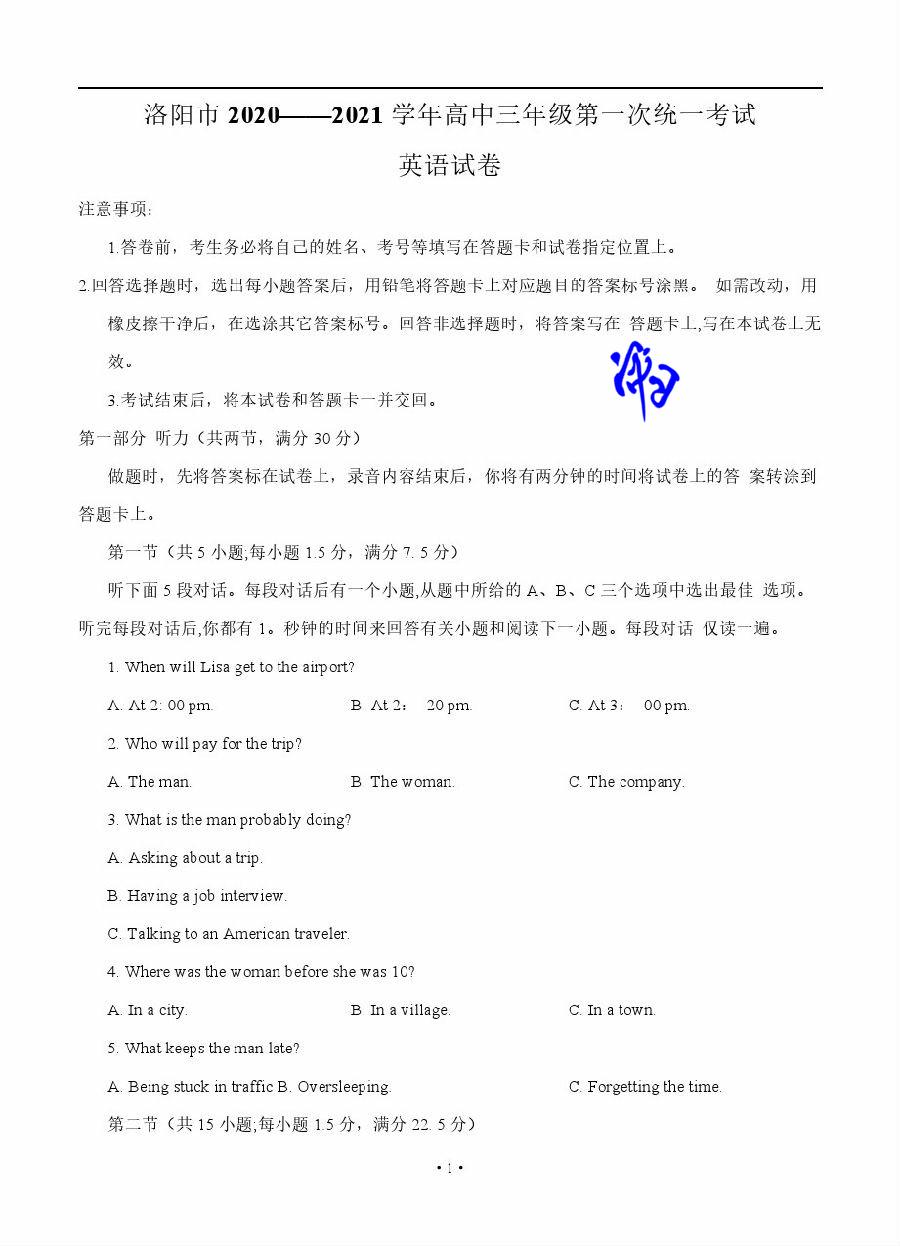 洛阳市 2020——2021 学年高中三年级第一次统一考试
英语试卷
注意事项:
1.答卷前，考生务必将自己的姓名、考号等填写在答题卡和试卷指定位置上。
2.回答选择题时，选出每小题答案后，用铅笔将答题卡上对应题目的答案标号涂黑。 如需改动，用
橡皮擦干净后，在选涂其它答案标号。回答非选择题时，将答案写在 答题卡上,写在本试卷上无
效。
3.考试结束后，将本试卷和答题卡一并交回。
第一部分 听力（共两节，满分 30 分）
做题时，先将答案标在试卷上，录音内容结束后，你将有两分钟的时间将试卷上的答 案转涂到
答题卡上。
第一节（共 5 小题;每小题 1.5 分，满分 7. 5 分）
听下面 5 段对话。每段对话后有一个小题,从题中所给的 A、B、C 三个选项中选出最佳 选项。
听完每段对话后,你都有 1。秒钟的时间来回答有关小题和阅读下一小题。每段对话 仅读一遍。
1. When will Lisa get to the airport?
A. At 2: 00 pm. B. At 2： 20 pm. C. At 3： 00 pm.
2. Who will pay for the trip?
A. The man. B. The woman. C. The company.
3. What is the man probably doing?
A. Asking about a trip.
B. Having a job interview.
C. Talking to an American traveler.
4. Where was the woman before she was 10?
A. In a city. B. In a village. C. In a town.
5. What keeps the man late?
A. Being stuck in traffic B. Oversleeping. C. Forgetting the time.
第二节（共 15 小题;每小题 1.5 分，满分 22. 5 分）
• 1 •